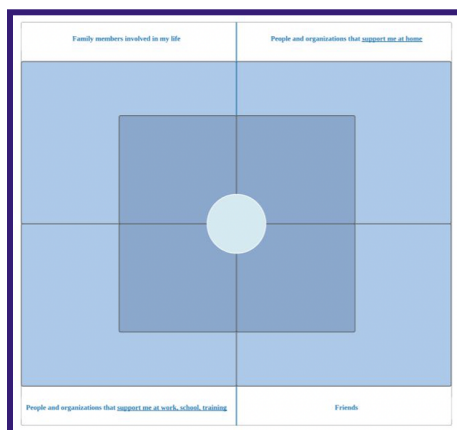 Family members involved in my life
People and organizations that support me at home
People and organizations that support me at work, school, training
Friends